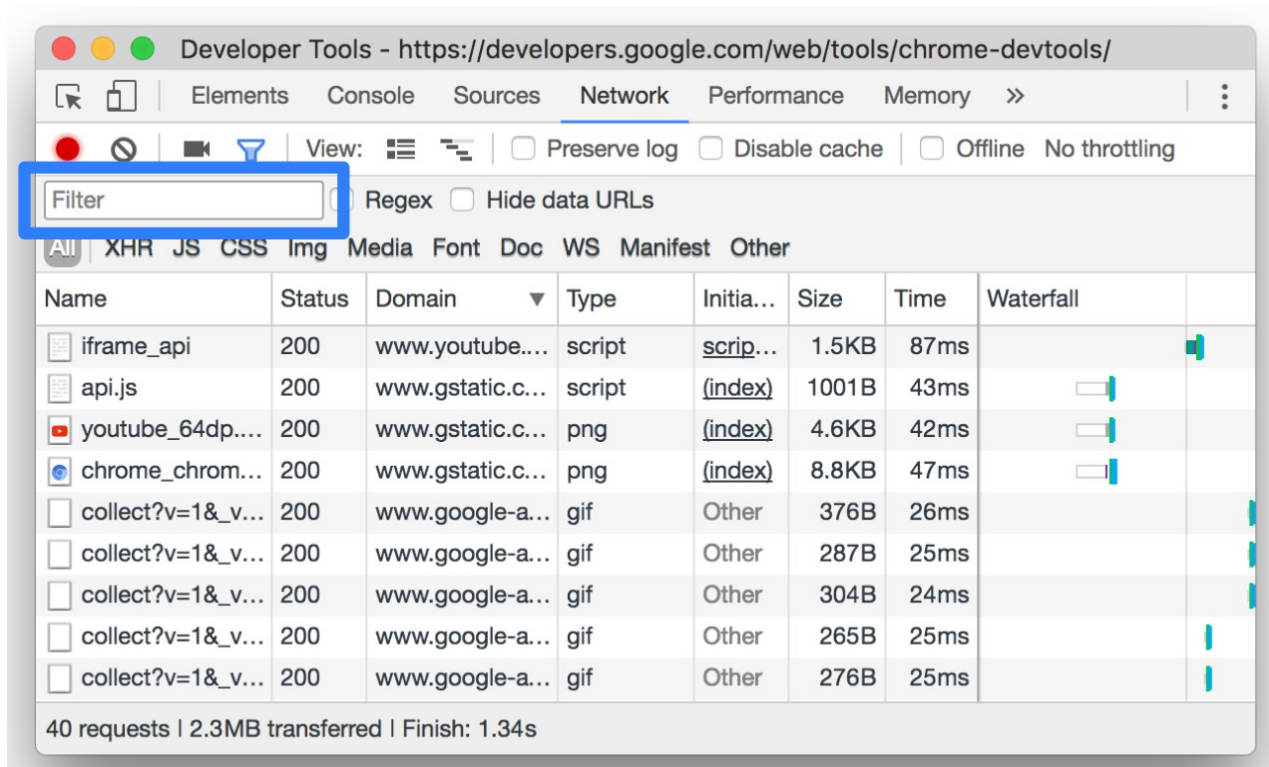 Developer Tools - https://developers.google.com/web/tools/chrome-devtools/
Elements Console Sources Network Performance Memory »
View: Preserve log Disable cache Offline No throttling
Filter Regex Hide data URLs
All XHR JS CSS Img Media Font Doc WS Manifest Other
Name Status Domain ▼ Type Initia... Size Time Waterfall
iframe_api 200 www.youtube.... script scrip... 1.5KB 87ms
api.js 200 www.gstatic.c... script (index) 1001B 43ms
youtube_64dp.... 200 www.gstatic.c... png (index) 4.6KB 42ms
chrome_chrom... 200 www.gstatic.c... png (index) 8.8KB 47ms
collect?v=1&_v... 200 www.google-a... gif Other 376B 26ms
collect?v=1&_v... 200 www.google-a... gif Other 287B 25ms
collect?v=1&_v... 200 www.google-a... gif Other 304B 24ms
collect?v=1&_v... 200 www.google-a... gif Other 265B 25ms
collect?v=1&_v... 200 www.google-a... gif Other 276B 25ms
40 requests | 2.3MB transferred | Finish: 1.34s